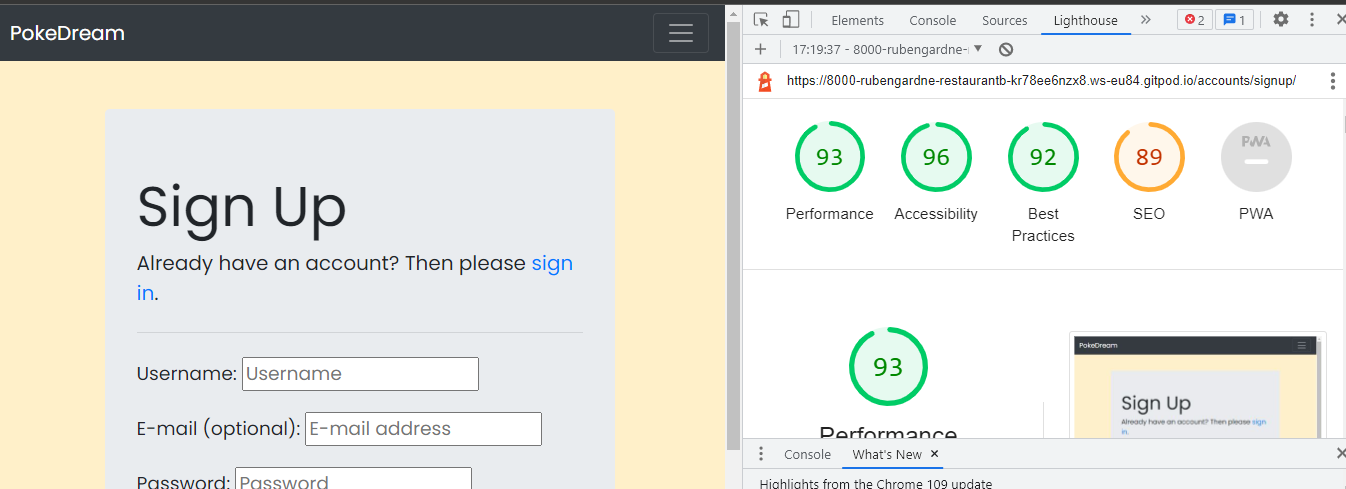 PokeDream
Sign Up
Already have an account? Then please sign
in.
Username: Username
E-mail (optional): E-mail address
Password: Password
Elements Console Sources Lighthouse » 2 1
17:19:37 - 8000-rubengardne-
https://8000-rubengardne-restaurantb-kr78ee6nzx8.ws-eu84.gitpod.io/accounts/signup/
93 96 92 89 PWA
Performance Accessibility Best Practices SEO PWA
93
Performance
PokeDream
Sign Up
Already have an account? Then please sign
in.
Console What's New ×
Highlights from the Chrome 109 update